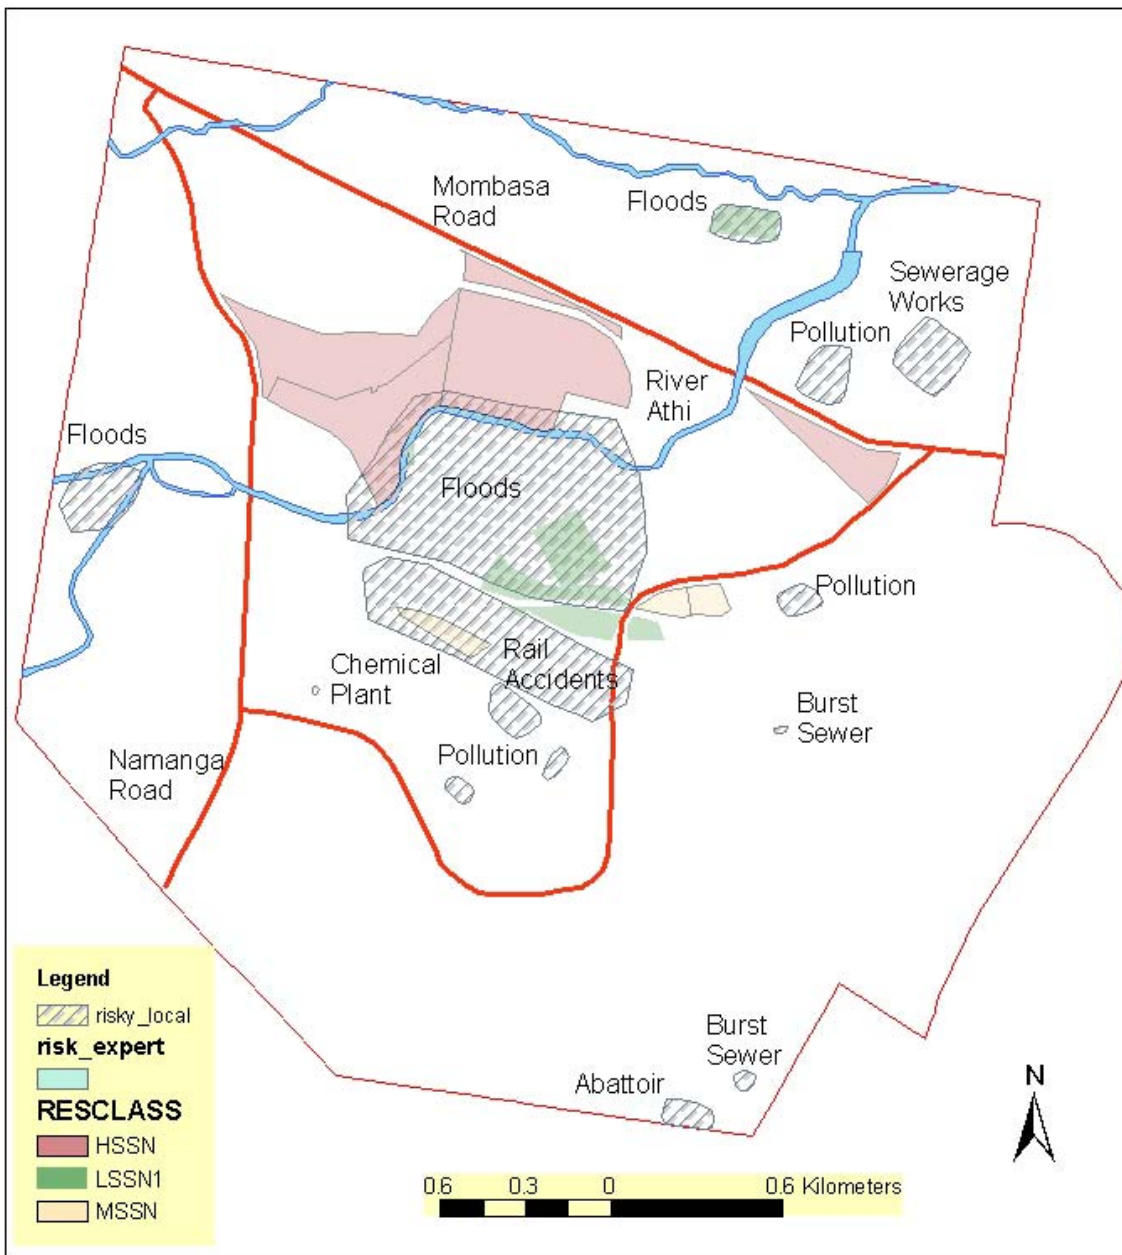 Mombasa
Road
Floods
Sewerage
Works
Pollution
River
Athi
Floods
Floods
Pollution
Rail
Accidents
Chemical
Plant
Burst
Sewer
Pollution
Namanga
Road
Burst
Sewer
Abattoir
Legend
risky_local
risk_expert
RESCLASS
HSSN
LSSN1
MSSN
N
0.6 0.3 0 0.6 Kilometers